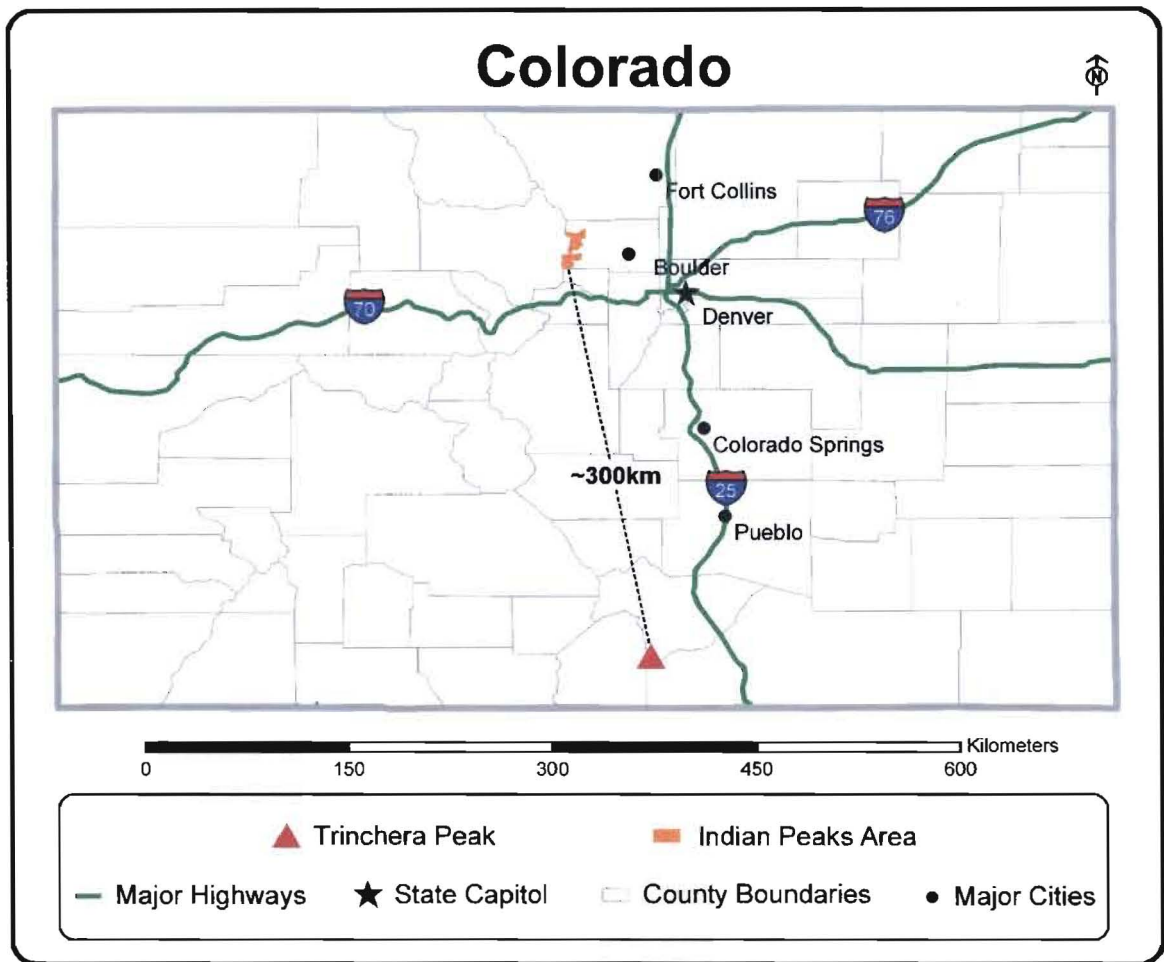 Colorado
N
Fort Collins
76
Boulder
70
Denver
Colorado Springs
~300km
25
Pueblo
Kilometers
0 150 300 450 600
Trinchera Peak Indian Peaks Area
Major Highways State Capitol County Boundaries Major Cities